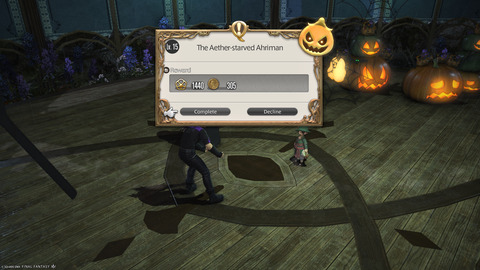 Lv. 15
The Aether-starved Ahriman
Reward
1440
305
Complete
Decline